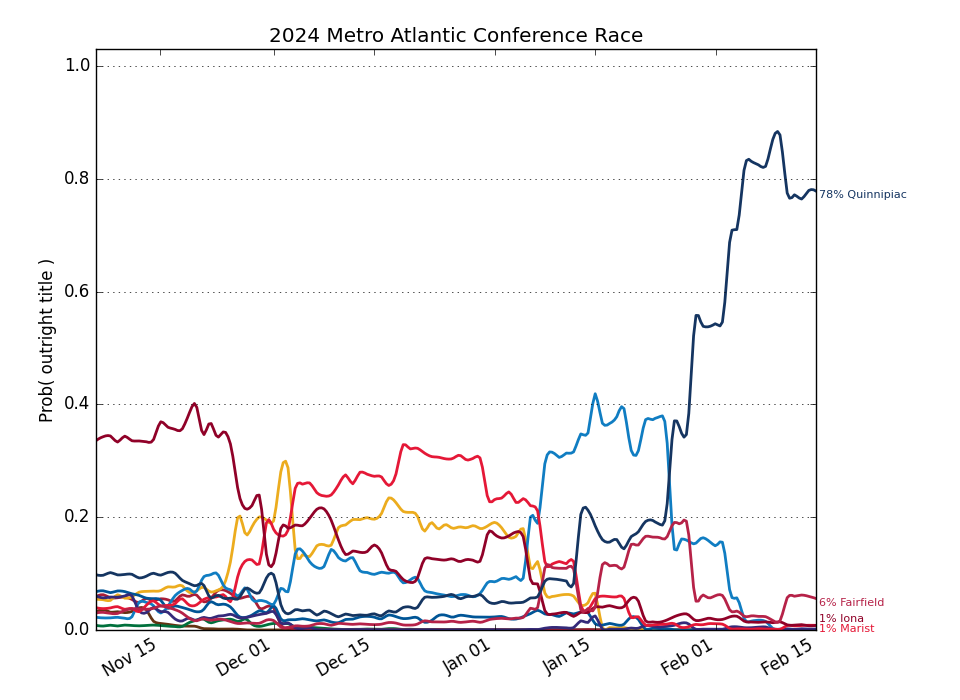 2024 Metro Atlantic Conference Race
1.0
0.8
0.6
0.4
0.2
0.0
Prob( outright title )
78% Quinnipiac
6% Fairfield
1% Iona
1% Marist
Nov 15
Dec 01
Dec 15
Jan 01
Jan 15
Feb 01
Feb 15